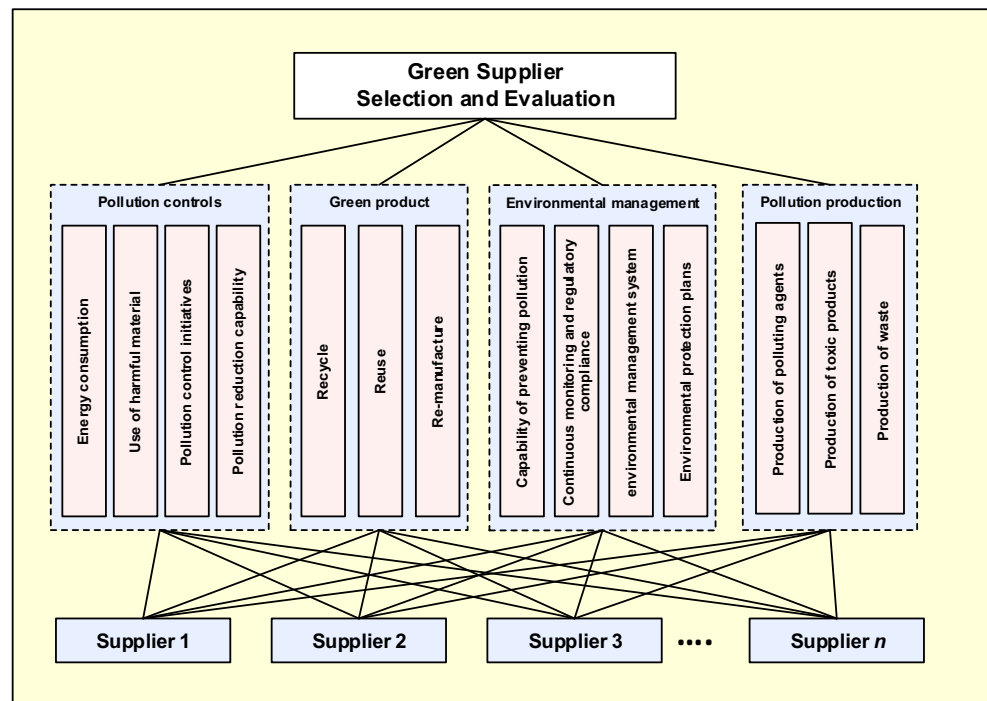 Green Supplier
Selection and Evaluation
Pollution controls
Energy consumption
Use of harmful material
Pollution control initiatives
Pollution reduction capability
Green product
Recycle
Reuse
Re-manufacture
Environmental management
Capability of preventing pollution
Continuous monitoring and regulatory
compliance
environmental management system
Environmental protection plans
Pollution production
Production of polluting agents
Production of toxic products
Production of waste
Supplier 1
Supplier 2
Supplier 3
....
Supplier n